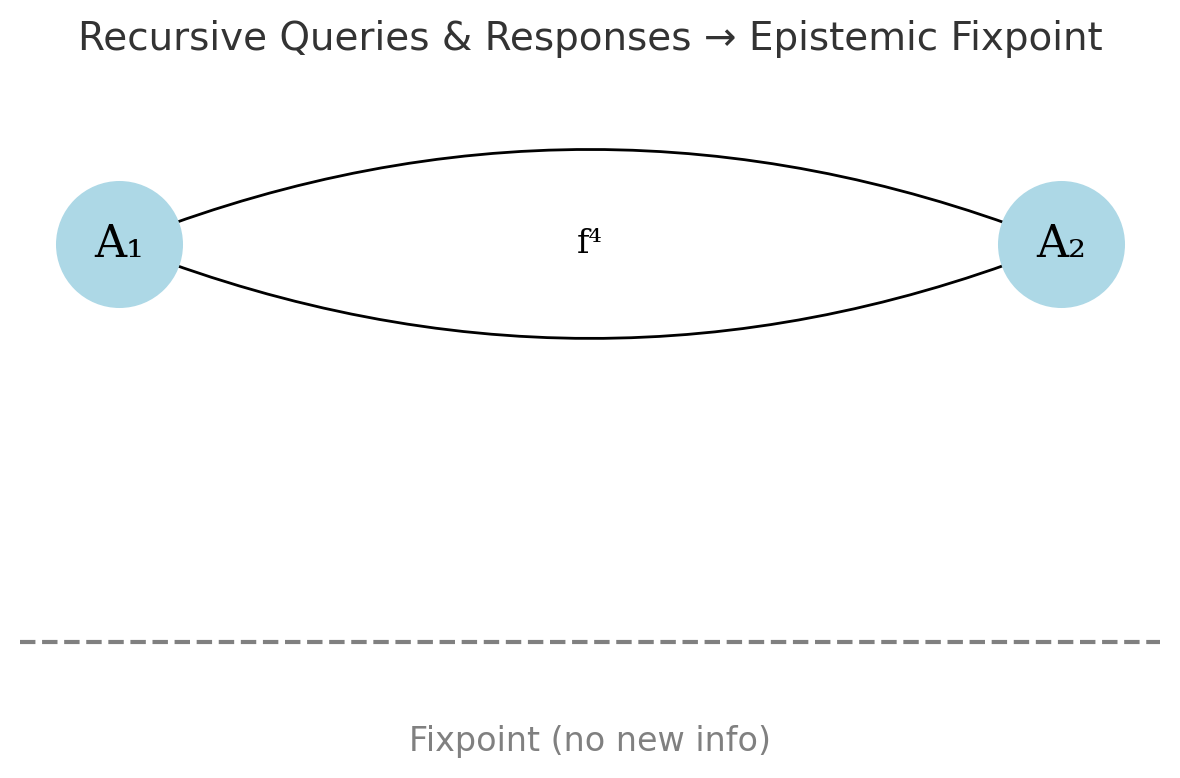 Recursive Queries & Responses → Epistemic Fixpoint
A₁
f⁴
A₂
Fixpoint (no new info)